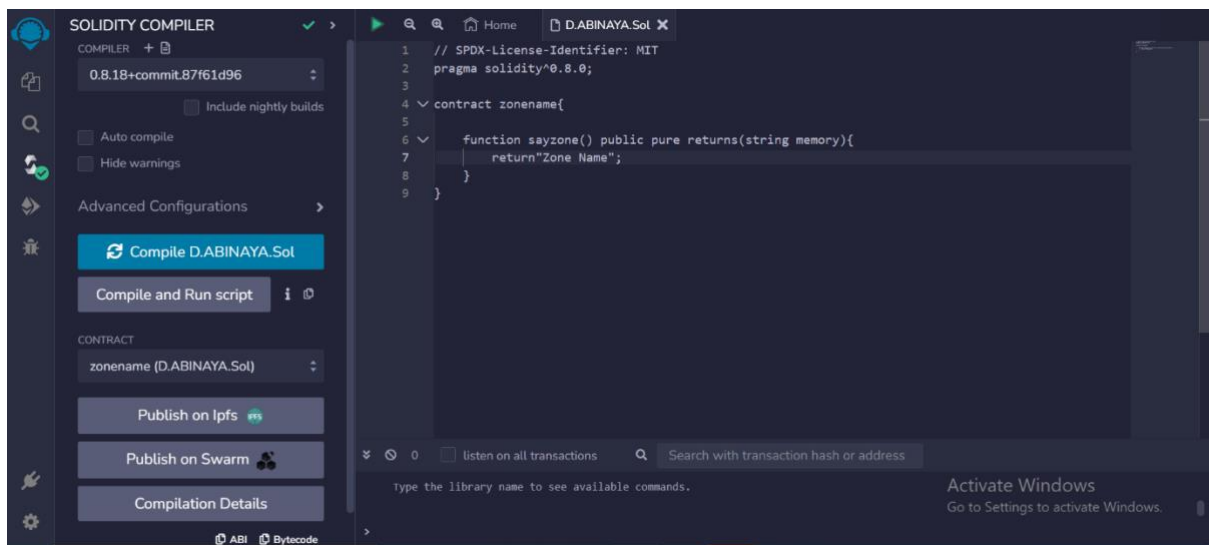 SOLIDITY COMPILER
COMPILER
0.8.18+commit.87f61d96
Include nightly builds
Auto compile
Hide warnings
Advanced Configurations
Compile D.ABINAYA.Sol
Compile and Run script
i
CONTRACT
zonename (D.ABINAYA.Sol)
Publish on Ipfs
IPFS
Publish on Swarm
Compilation Details
ABI Bytecode
Home D.ABINAYA.Sol
1 // SPDX-License-Identifier: MIT
2 pragma solidity^0.8.0;
3
4 contract zonename{
5
6 function sayzone() public pure returns(string memory){
7 return"Zone Name";
8 }
9 }
0 listen on all transactions Search with transaction hash or address
Type the library name to see available commands.
>
Activate Windows
Go to Settings to activate Windows.